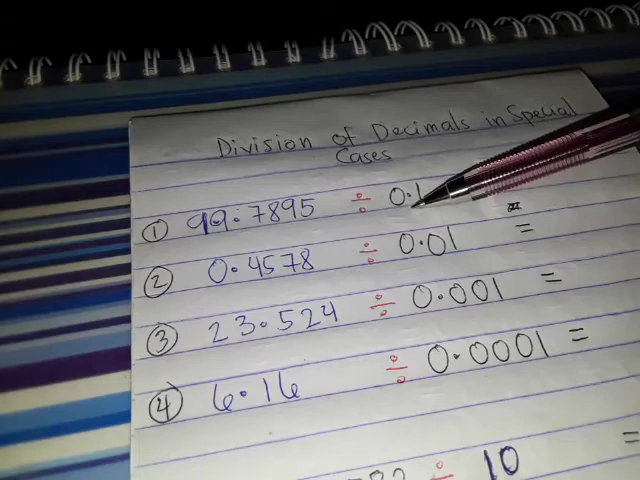 Division of Decimals in Special
Cases
① 99.7895 ÷ 0.1
② 0.4578 ÷ 0.01 =
③ 23.524 ÷ 0.001 =
④ 6.16 ÷ 0.0001 =
÷ 10 =